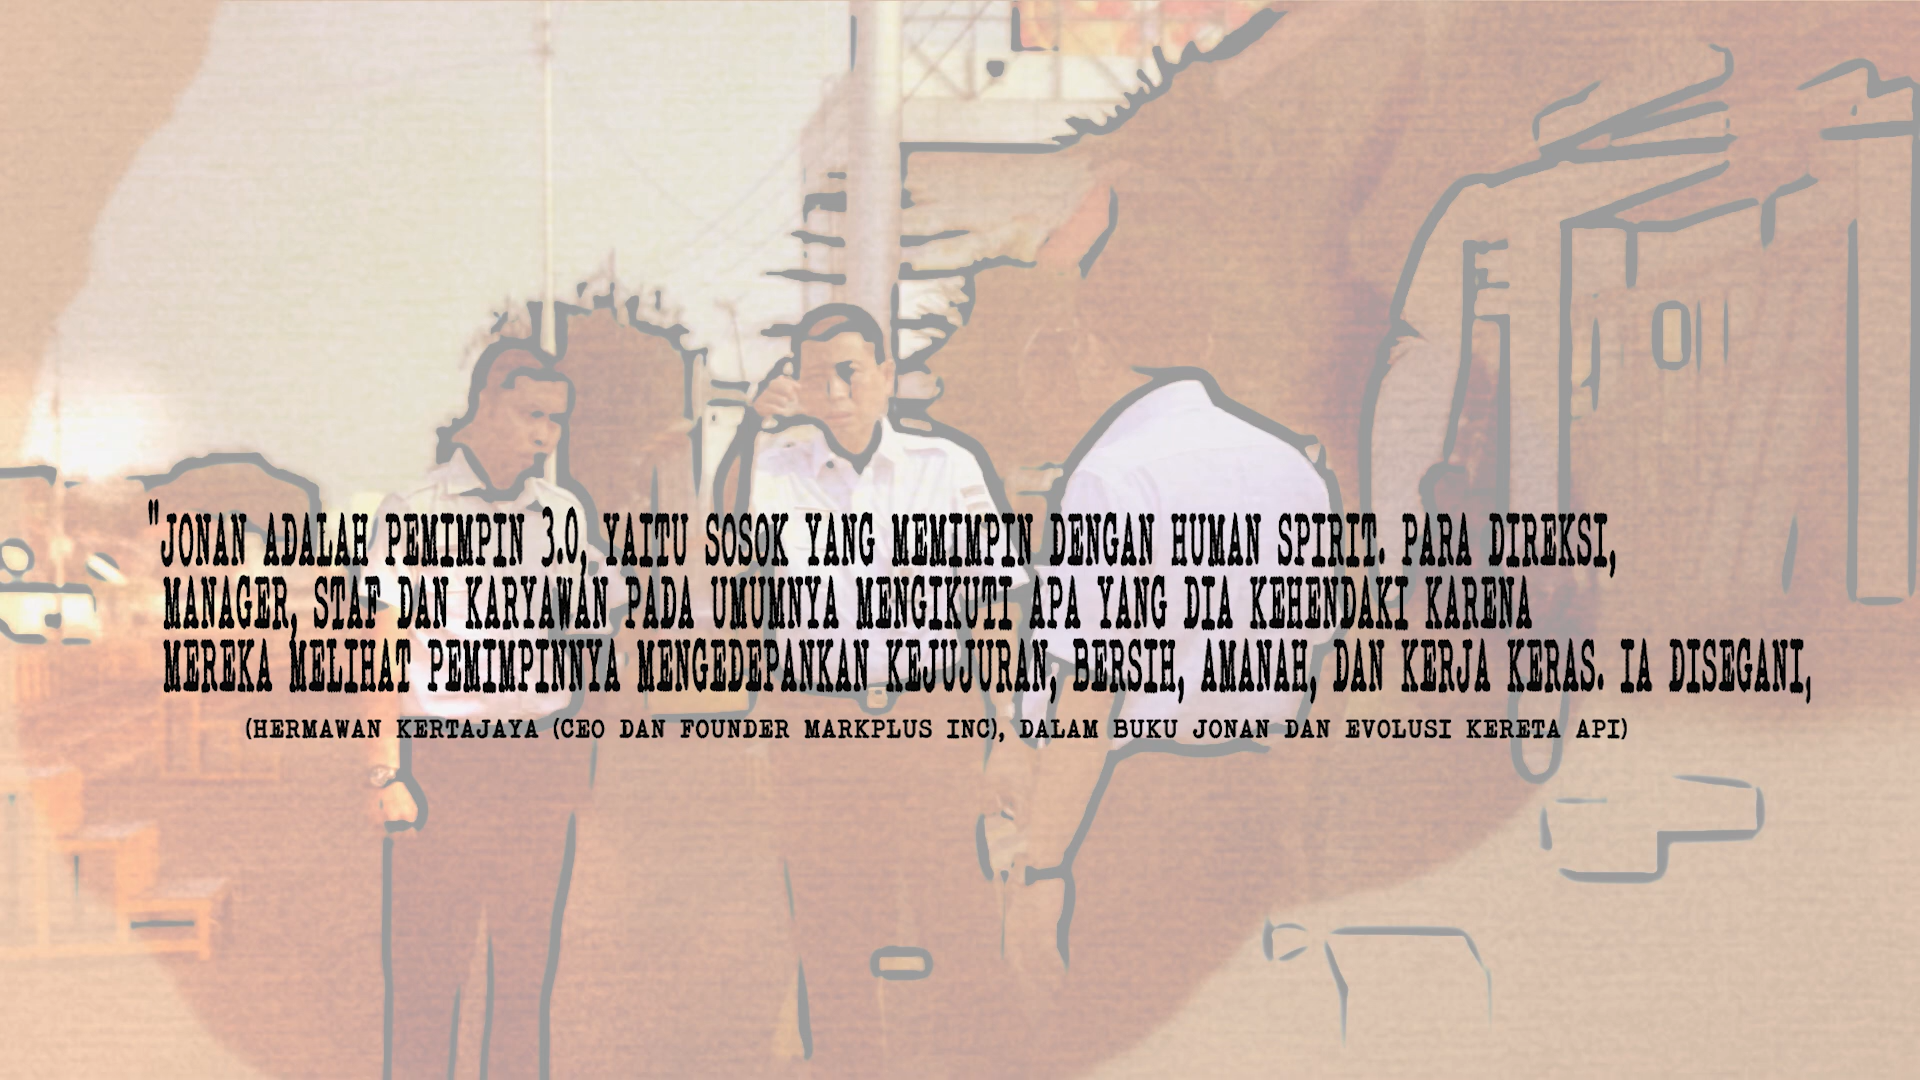 "JONAN ADALAH PEMIMPIN 3.0, YAITU SOSOK YANG MEMIMPIN DENGAN HUMAN SPIRIT. PARA DIREKSI,
MANAGER, STAF DAN KARYAWAN PADA UMUMNYA MENGIKUTI APA YANG DIA KEHENDAKI KARENA
MEREKA MELIHAT PEMIMPINNYA MENGEDEPANKAN KEJUJURAN, BERSIH, AMANAH, DAN KERJA KERAS. IA DISEGANI,
(HERMAWAN KERTAJAYA (CEO DAN FOUNDER MARKPLUS INC), DALAM BUKU JONAN DAN EVOLUSI KERETA API)